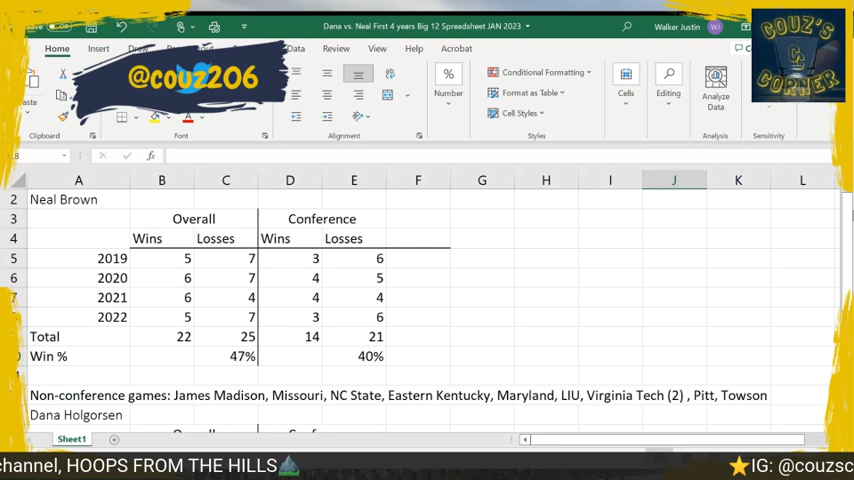 Dana vs. Neal First 4 years Big 12 Spreadsheet JAN 2023
Walker Justin WJ
Home Insert Data Review View Help Acrobat
@couz206
COUZ'S
CC
CORNER
Number
Conditional Formatting
Format as Table
Cell Styles
Cells
Editing
Analyze
Data
Clipboard Font Alignment Styles Analysis Sensitivity
fx
A B C D E F G H I J K L
2 Neal Brown
3 Overall Conference
4 Wins Losses Wins Losses
5 2019 5 7 3 6
6 2020 6 7 4 5
7 2021 6 4 4 4
2022 5 7 3 6
Total 22 25 14 21
Win % 47% 40%
Non-conference games: James Madison, Missouri, NC State, Eastern Kentucky, Maryland, LIU, Virginia Tech (2) , Pitt, Towson
Dana Holgorsen
Sheet1
channel, HOOPS FROM THE HILLS IG: @couzsc